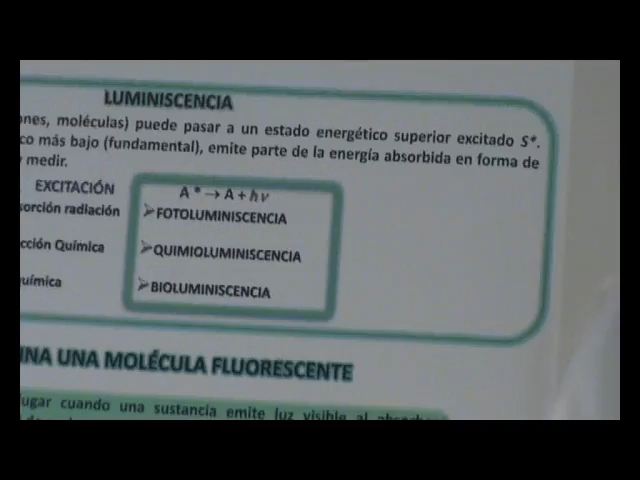 LUMINISCENCIA
ones, moléculas) puede pasar a un estado energético superior excitado S*.
co más bajo (fundamental), emite parte de la energía absorbida en forma de
medir.
EXCITACIÓN A * → A + hν
sorción radiación ➢FOTOLUMINISCENCIA
cción Química ➢QUIMIOLUMINISCENCIA
uímica ➢BIOLUMINISCENCIA
INA UNA MOLÉCULA FLUORESCENTE
ugar cuando una sustancia emite luz visible al